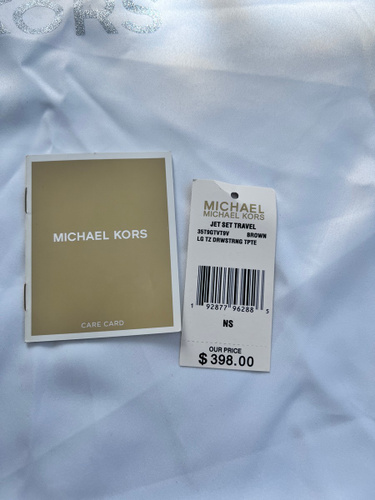 KORS
MICHAEL KORS
CARE CARD
MICHAEL
MICHAEL KORS
JET SET TRAVEL
35T9GTVT9V BROWN
LG TZ DRWSTRNG TPTE
1 92877 96288 5
NS
OUR PRICE
$ 398.00